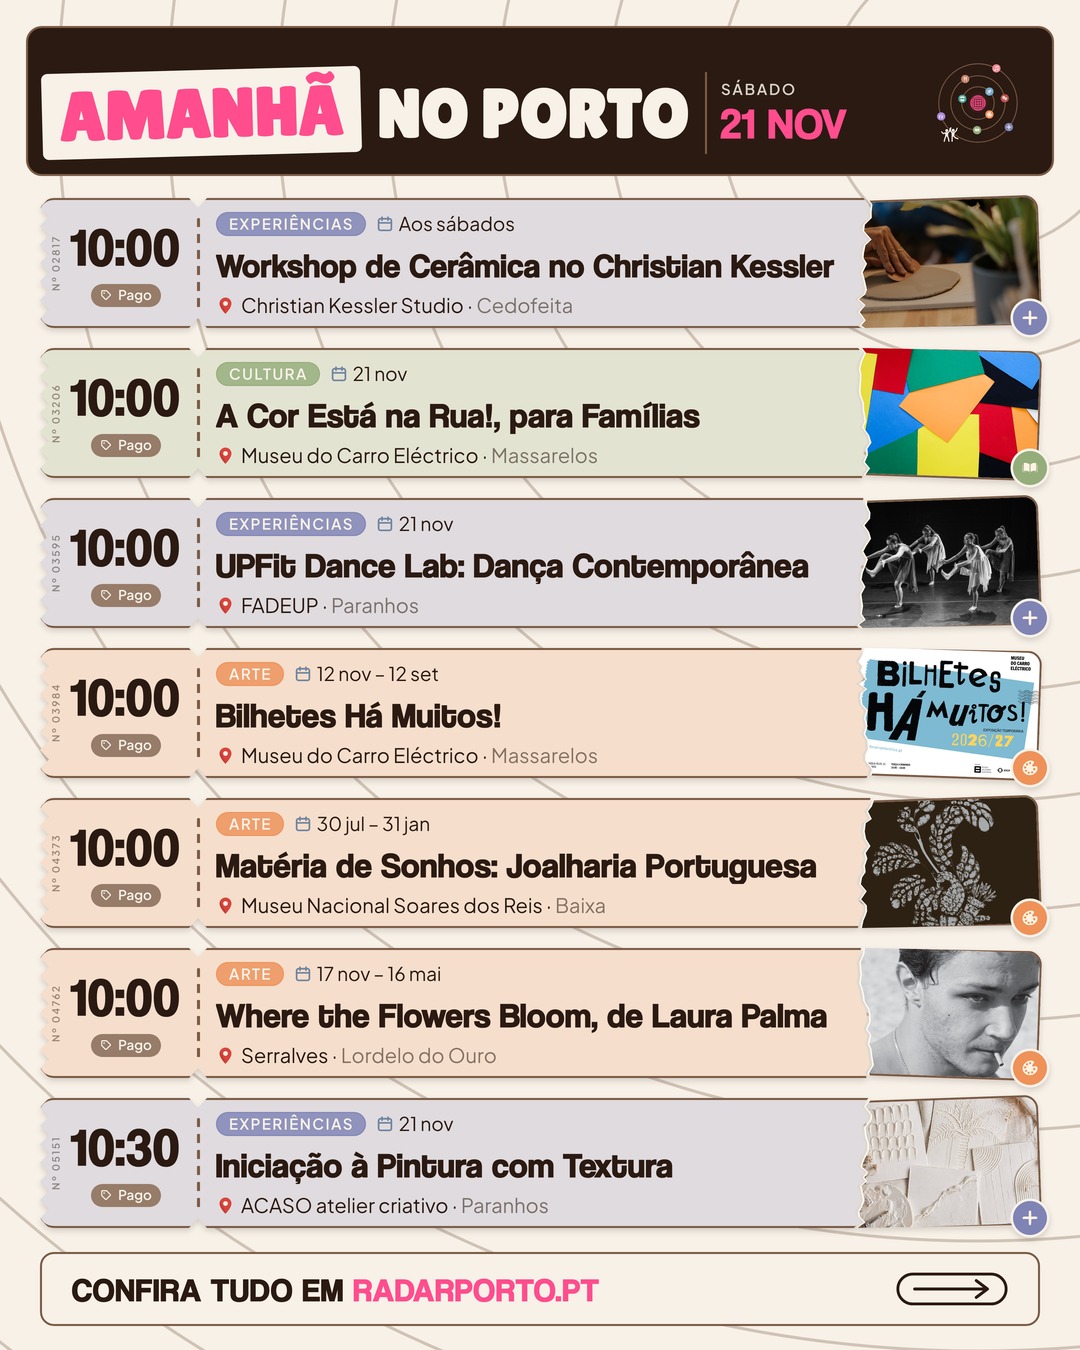 AMANHÃ NO PORTO
SÁBADO
21 NOV
Nº 02817
10:00
Pago
EXPERIÊNCIAS Aos sábados
Workshop de Cerâmica no Christian Kessler
Christian Kessler Studio · Cedofeita
Nº 03206
10:00
Pago
CULTURA 21 nov
A Cor Está na Rua!, para Famílias
Museu do Carro Eléctrico · Massarelos
Nº 03595
10:00
Pago
EXPERIÊNCIAS 21 nov
UPFit Dance Lab: Dança Contemporânea
FADEUP · Paranhos
Nº 03984
10:00
Pago
ARTE 12 nov – 12 set
Bilhetes Há Muitos!
Museu do Carro Eléctrico · Massarelos
MUSEU
DO CARRO
ELÉCTRICO
BiLHEtes
HÁ MuiTos!
EXPOSIÇÃO TEMPORÁRIA
2026/27
Nº 04373
10:00
Pago
ARTE 30 jul – 31 jan
Matéria de Sonhos: Joalharia Portuguesa
Museu Nacional Soares dos Reis · Baixa
Nº 04762
10:00
Pago
ARTE 17 nov – 16 mai
Where the Flowers Bloom, de Laura Palma
Serralves · Lordelo do Ouro
Nº 05151
10:30
Pago
EXPERIÊNCIAS 21 nov
Iniciação à Pintura com Textura
ACASO atelier criativo · Paranhos
CONFIRA TUDO EM RADARPORTO.PT